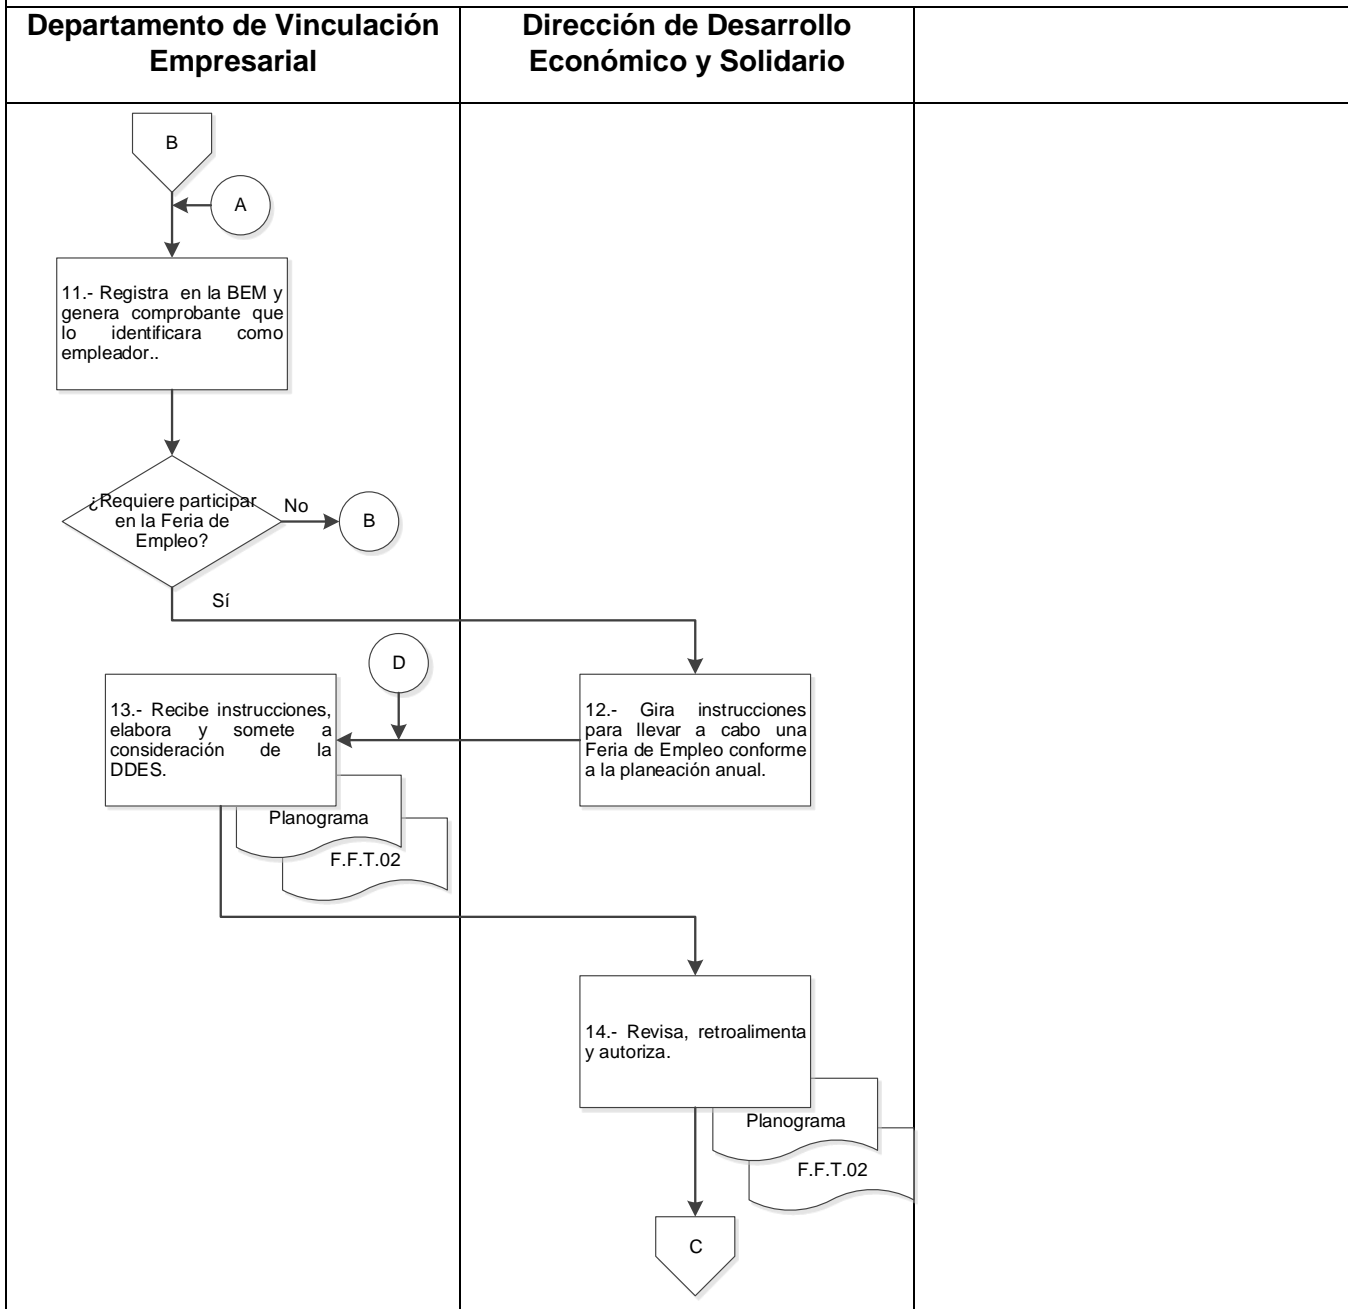 Departamento de Vinculación
Empresarial
Dirección de Desarrollo
Económico y Solidario
B
A
11.- Registra en la BEM y
genera comprobante que
lo identificara como
empleador..
¿Requiere participar
en la Feria de
Empleo?
No
B
Sí
D
13.- Recibe instrucciones,
elabora y somete a
consideración de la
DDES.
12.- Gira instrucciones
para llevar a cabo una
Feria de Empleo conforme
a la planeación anual.
Planograma
F.F.T.02
14.- Revisa, retroalimenta
y autoriza.
Planograma
F.F.T.02
C